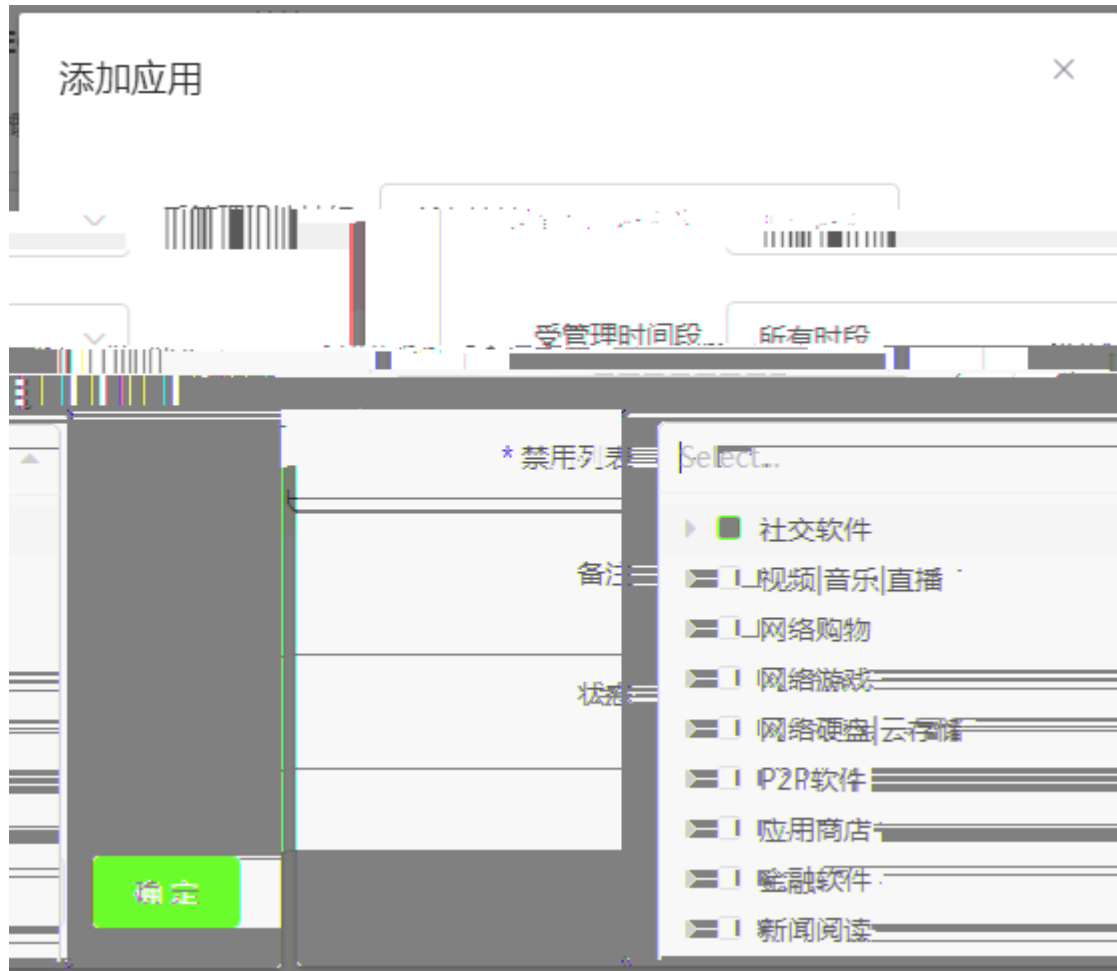 添加应用
受管理时间段 所有时段
* 禁用列表 Select...
社交软件
备注
视频|音乐|直播
网络购物
网络游戏
状态
网络硬盘|云存储
P2P软件
应用商店
确定
金融软件
新闻阅读